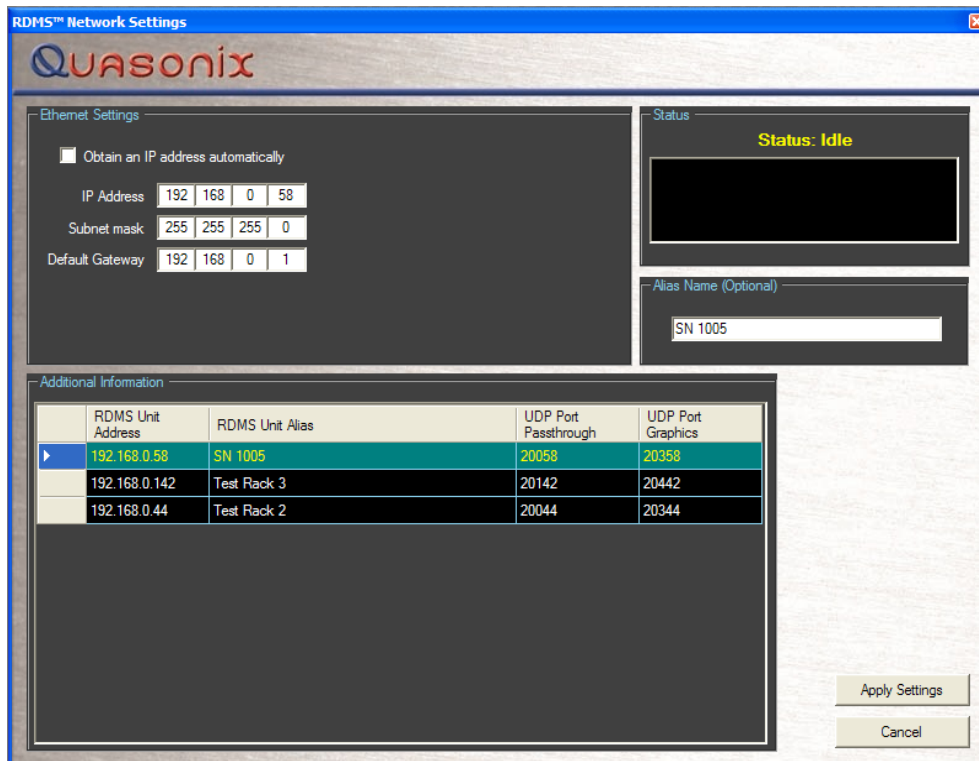 RDMS™ Network Settings
Quasonix
Ethernet Settings
Obtain an IP address automatically
IP Address 192 168 0 58
Subnet mask 255 255 255 0
Default Gateway 192 168 0 1
Status
Status: Idle
Alias Name (Optional)
SN 1005
Additional Information
RDMS Unit Address RDMS Unit Alias UDP Port Passthrough UDP Port Graphics
192.168.0.58 SN 1005 20058 20358
192.168.0.142 Test Rack 3 20142 20442
192.168.0.44 Test Rack 2 20044 20344
Apply Settings
Cancel